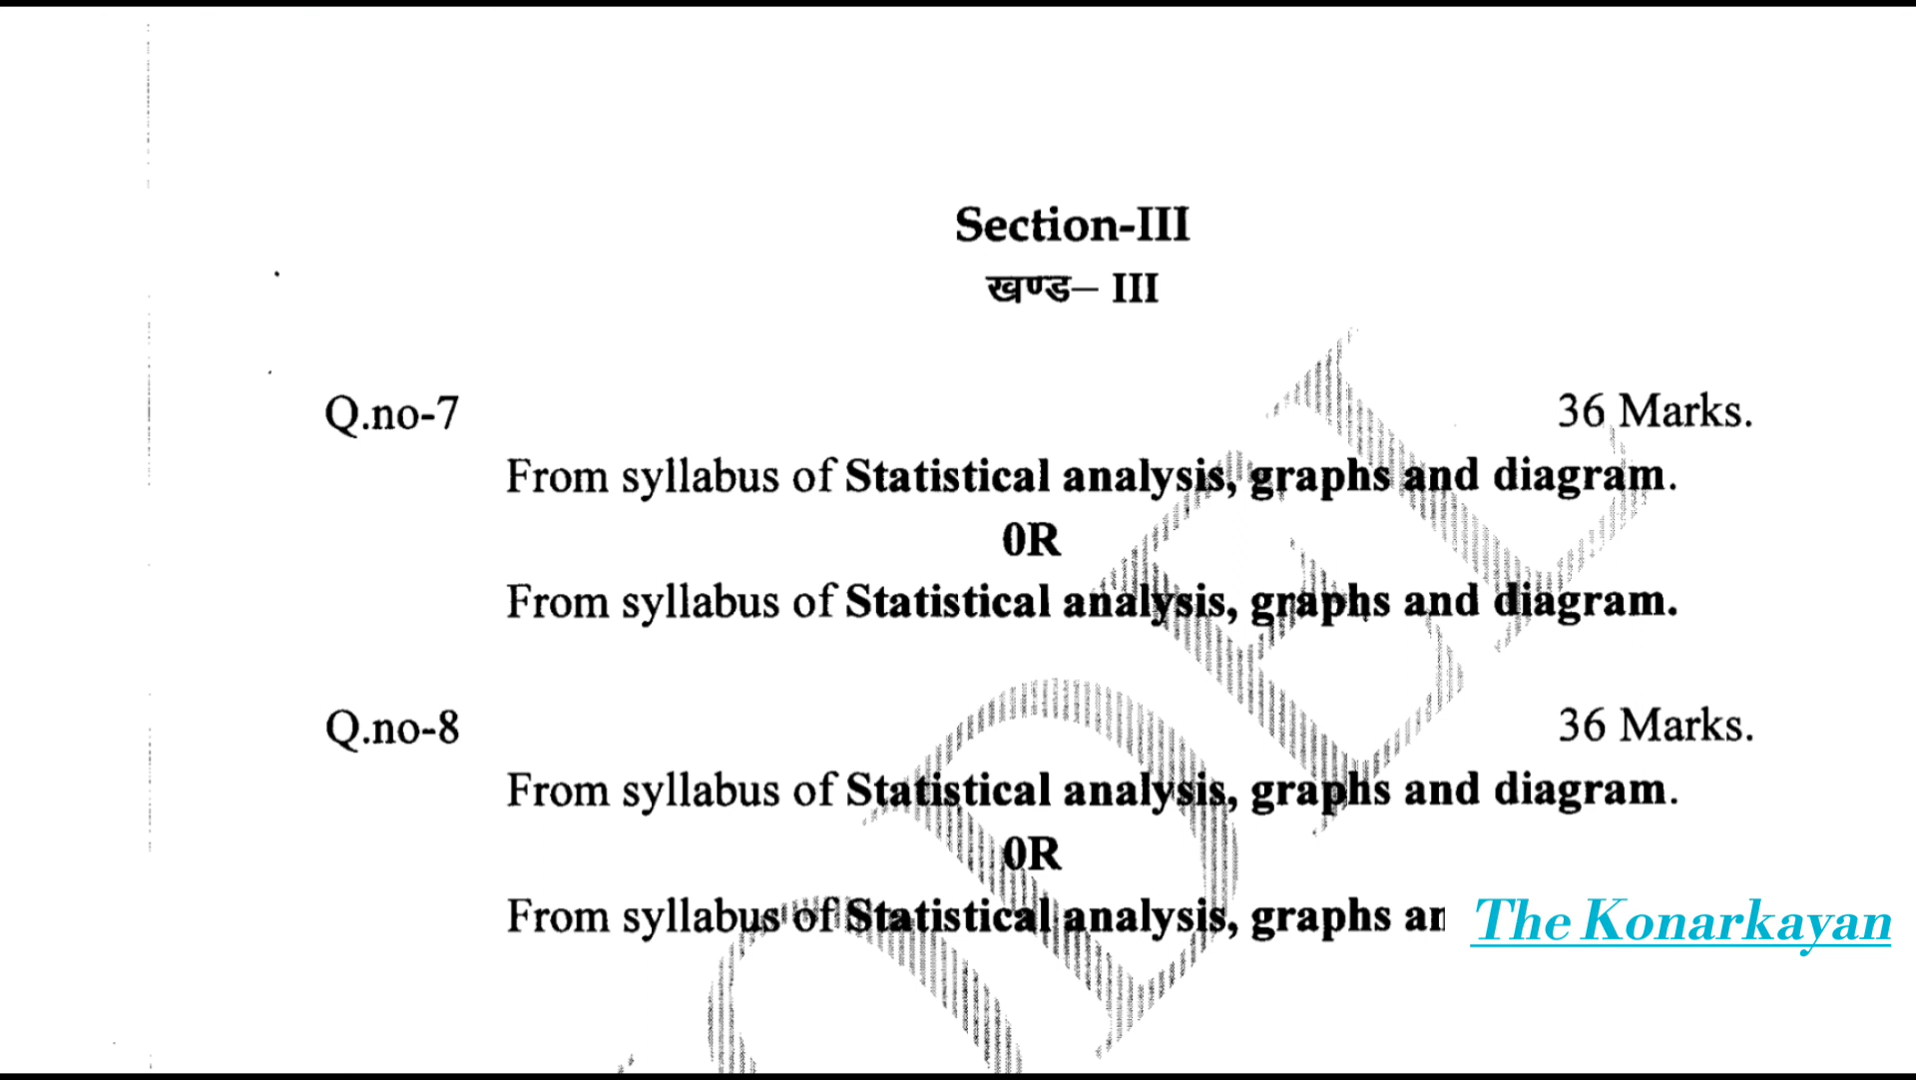 Section-III
खण्ड– III
Q.no-7 36 Marks.
From syllabus of Statistical analysis, graphs and diagram.
0R
From syllabus of Statistical analysis, graphs and diagram.
Q.no-8 36 Marks.
From syllabus of Statistical analysis, graphs and diagram.
0R
From syllabus of Statistical analysis, graphs
The Konarkayan